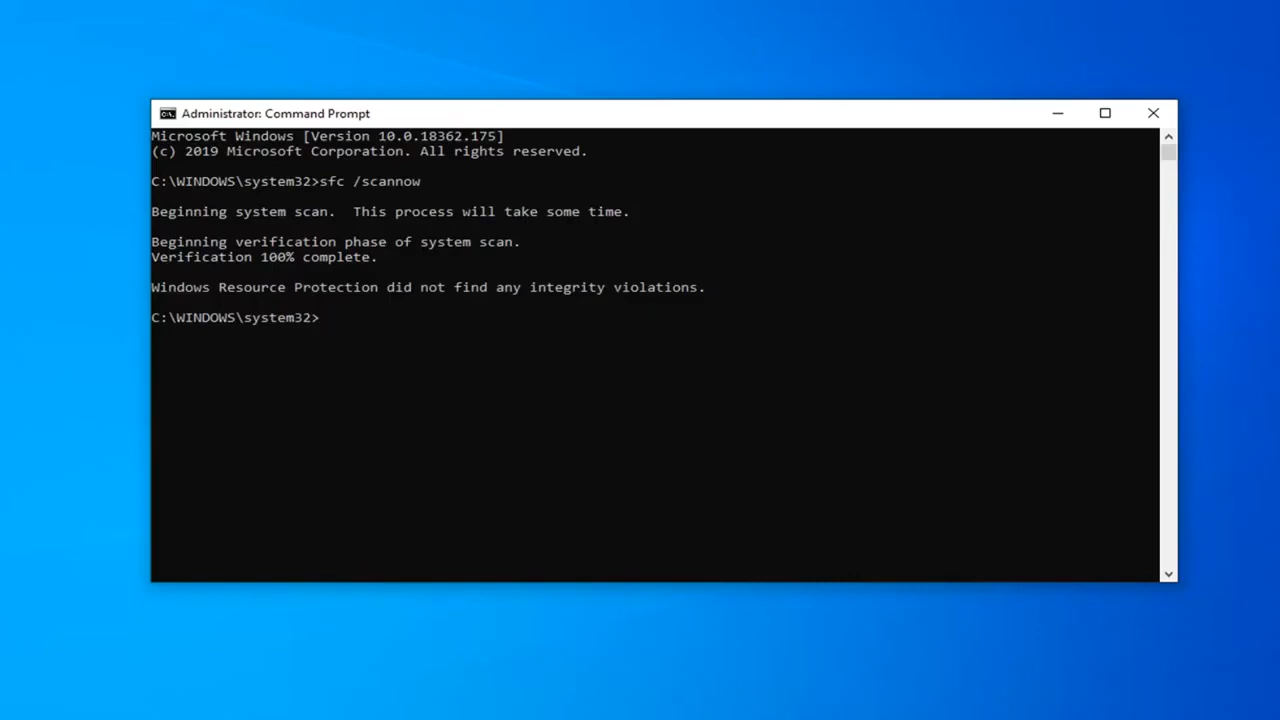 Administrator: Command Prompt
Microsoft Windows [Version 10.0.18362.175]
(c) 2019 Microsoft Corporation. All rights reserved.
C:\WINDOWS\system32>sfc /scannow
Beginning system scan.  This process will take some time.
Beginning verification phase of system scan.
Verification 100% complete.
Windows Resource Protection did not find any integrity violations.
C:\WINDOWS\system32>